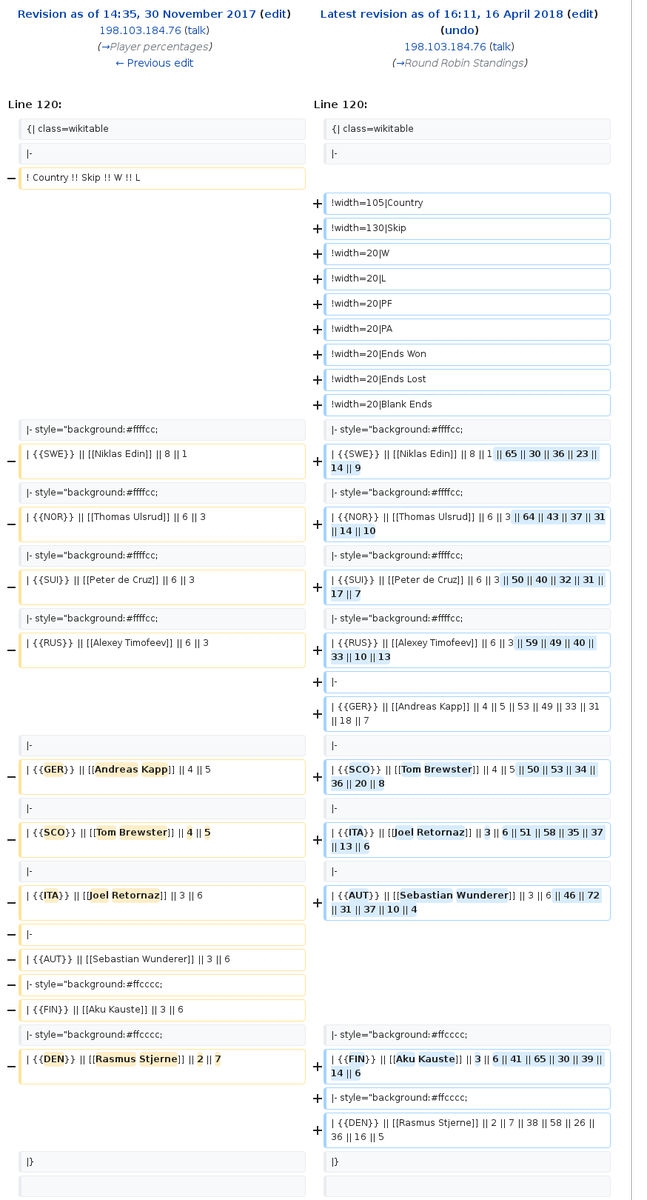 Revision as of 14:35, 30 November 2017 (edit)
198.103.184.76 (talk)
(→Player percentages)
← Previous edit
Latest revision as of 16:11, 16 April 2018 (edit)
(undo)
198.103.184.76 (talk)
(→Round Robin Standings)
Line 120:
Line 120:
{| class=wikitable
{| class=wikitable
|-
|-
− ! Country !! Skip !! W !! L
+ !width=105|Country
+ !width=130|Skip
+ !width=20|W
+ !width=20|L
+ !width=20|PF
+ !width=20|PA
+ !width=20|Ends Won
+ !width=20|Ends Lost
+ !width=20|Blank Ends
|- style="background:#ffffcc;
|- style="background:#ffffcc;
− | {{SWE}} || [[Niklas Edin]] || 8 || 1
+ | {{SWE}} || [[Niklas Edin]] || 8 || 1 || 65 || 30 || 36 || 23 ||
14 || 9
|- style="background:#ffffcc;
|- style="background:#ffffcc;
− | {{NOR}} || [[Thomas Ulsrud]] || 6 || 3
+ | {{NOR}} || [[Thomas Ulsrud]] || 6 || 3 || 64 || 43 || 37 || 31
|| 14 || 10
|- style="background:#ffffcc;
|- style="background:#ffffcc;
− | {{SUI}} || [[Peter de Cruz]] || 6 || 3
+ | {{SUI}} || [[Peter de Cruz]] || 6 || 3 || 50 || 40 || 32 || 31 ||
17 || 7
|- style="background:#ffffcc;
|- style="background:#ffffcc;
− | {{RUS}} || [[Alexey Timofeev]] || 6 || 3
+ | {{RUS}} || [[Alexey Timofeev]] || 6 || 3 || 59 || 49 || 40 ||
33 || 10 || 13
+ |-
+ | {{GER}} || [[Andreas Kapp]] || 4 || 5 || 53 || 49 || 33 || 31
|| 18 || 7
|-
|-
− | {{GER}} || [[Andreas Kapp]] || 4 || 5
+ | {{SCO}} || [[Tom Brewster]] || 4 || 5 || 50 || 53 || 34 ||
36 || 20 || 8
|-
|-
− | {{SCO}} || [[Tom Brewster]] || 4 || 5
+ | {{ITA}} || [[Joel Retornaz]] || 3 || 6 || 51 || 58 || 35 || 37
|| 13 || 6
|-
|-
− | {{ITA}} || [[Joel Retornaz]] || 3 || 6
+ | {{AUT}} || [[Sebastian Wunderer]] || 3 || 6 || 46 || 72
|| 31 || 37 || 10 || 4
− |-
− | {{AUT}} || [[Sebastian Wunderer]] || 3 || 6
− |- style="background:#ffcccc;
− | {{FIN}} || [[Aku Kauste]] || 3 || 6
|- style="background:#ffcccc;
|- style="background:#ffcccc;
− | {{DEN}} || [[Rasmus Stjerne]] || 2 || 7
+ | {{FIN}} || [[Aku Kauste]] || 3 || 6 || 41 || 65 || 30 || 39 ||
14 || 6
+ |- style="background:#ffcccc;
+ | {{DEN}} || [[Rasmus Stjerne]] || 2 || 7 || 38 || 58 || 26 ||
36 || 16 || 5
|}
|}